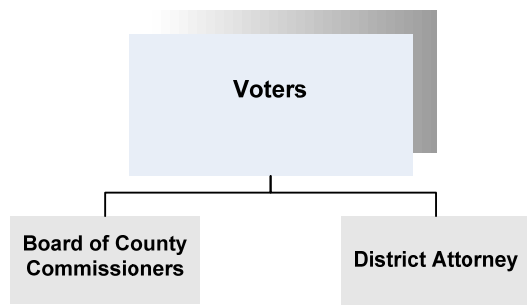 Voters
Board of County
Commissioners
District Attorney